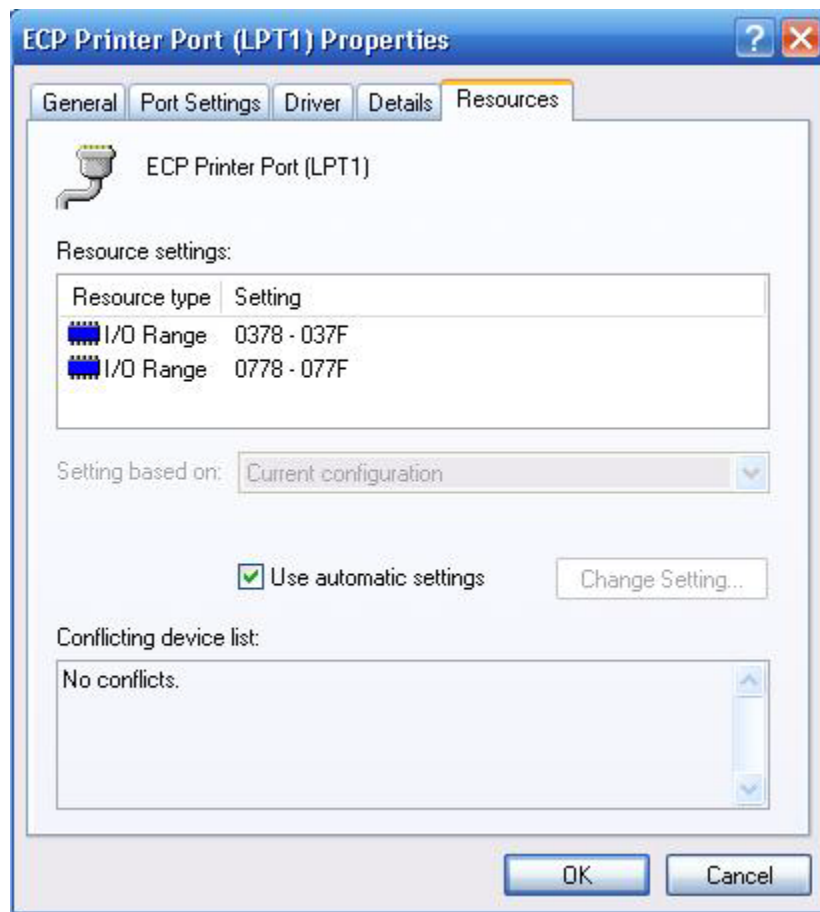 ECP Printer Port (LPT1) Properties
General Port Settings Driver Details Resources
ECP Printer Port (LPT1)
Resource settings:
Resource type Setting
I/O Range 0378 - 037F
I/O Range 0778 - 077F
Setting based on: Current configuration
Use automatic settings Change Setting...
Conflicting device list:
No conflicts.
OK Cancel